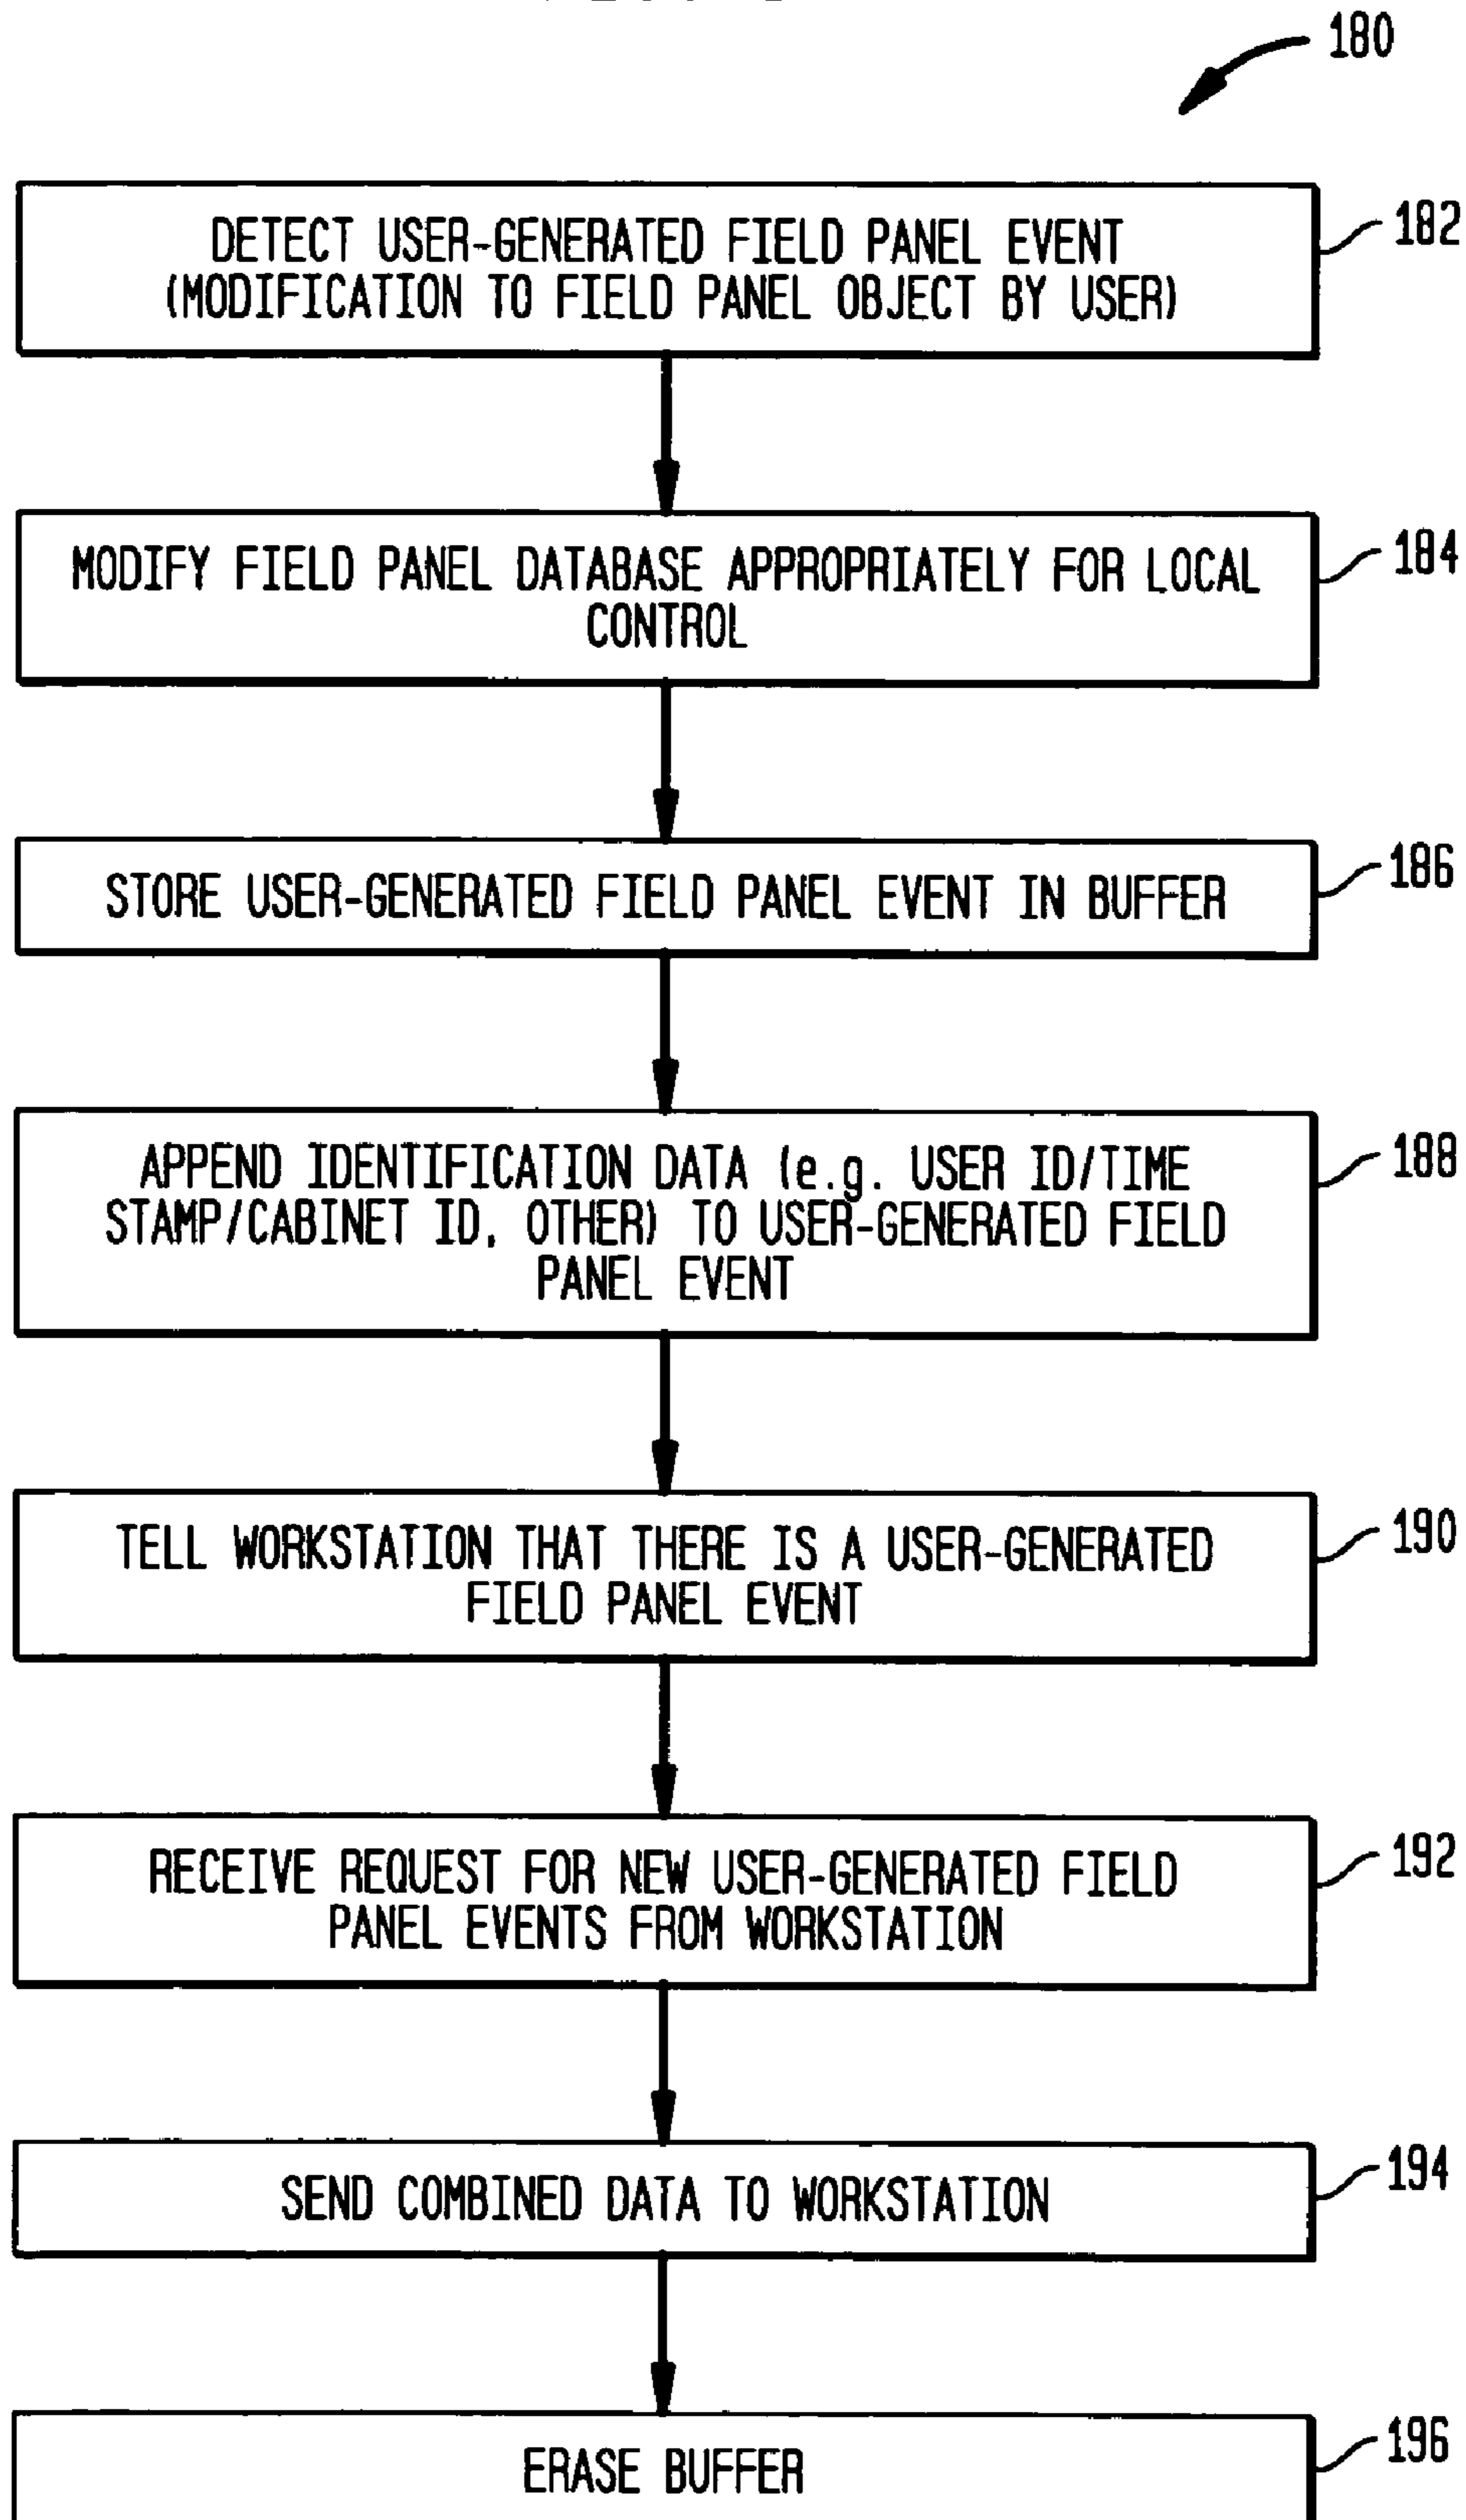 180
DETECT USER-GENERATED FIELD PANEL EVENT
(MODIFICATION TO FIELD PANEL OBJECT BY USER)
182
MODIFY FIELD PANEL DATABASE APPROPRIATELY FOR LOCAL
CONTROL
184
STORE USER-GENERATED FIELD PANEL EVENT IN BUFFER
186
APPEND IDENTIFICATION DATA (e.g. USER ID/TIME
STAMP/CABINET ID, OTHER) TO USER-GENERATED FIELD
PANEL EVENT
188
TELL WORKSTATION THAT THERE IS A USER-GENERATED
FIELD PANEL EVENT
190
RECEIVE REQUEST FOR NEW USER-GENERATED FIELD
PANEL EVENTS FROM WORKSTATION
192
SEND COMBINED DATA TO WORKSTATION
194
ERASE BUFFER
196